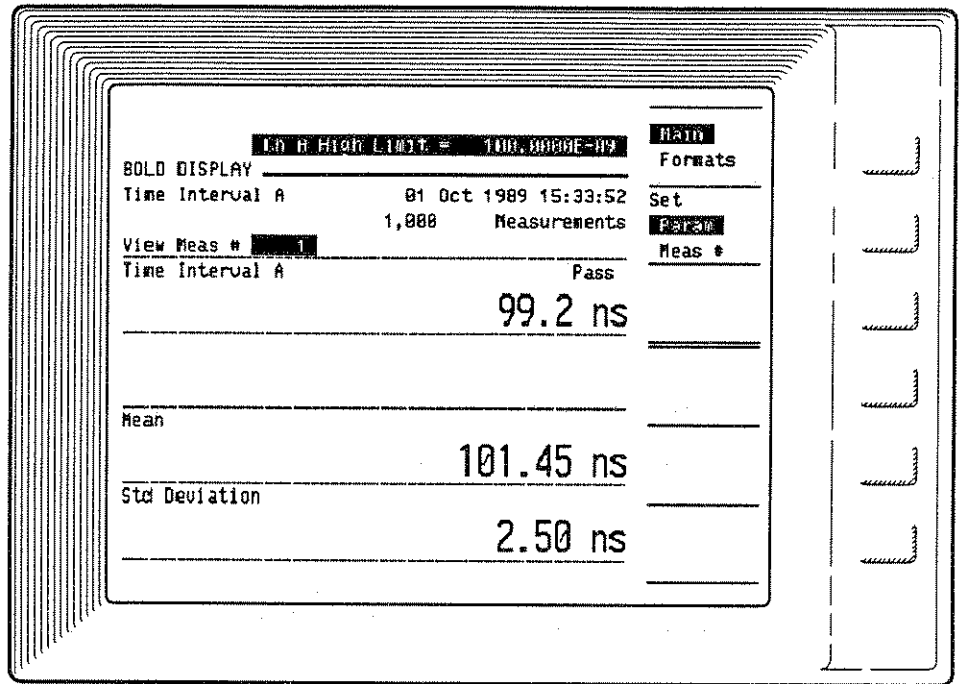 Ch A High Limit = 100.0000E-09
BOLD DISPLAY
Time Interval A 01 Oct 1989 15:33:52
1,000 Measurements
View Meas # 1
Time Interval A Pass
99.2 ns
Mean
101.45 ns
Std Deviation
2.50 ns
Main
Formats
Set
Param
Meas #